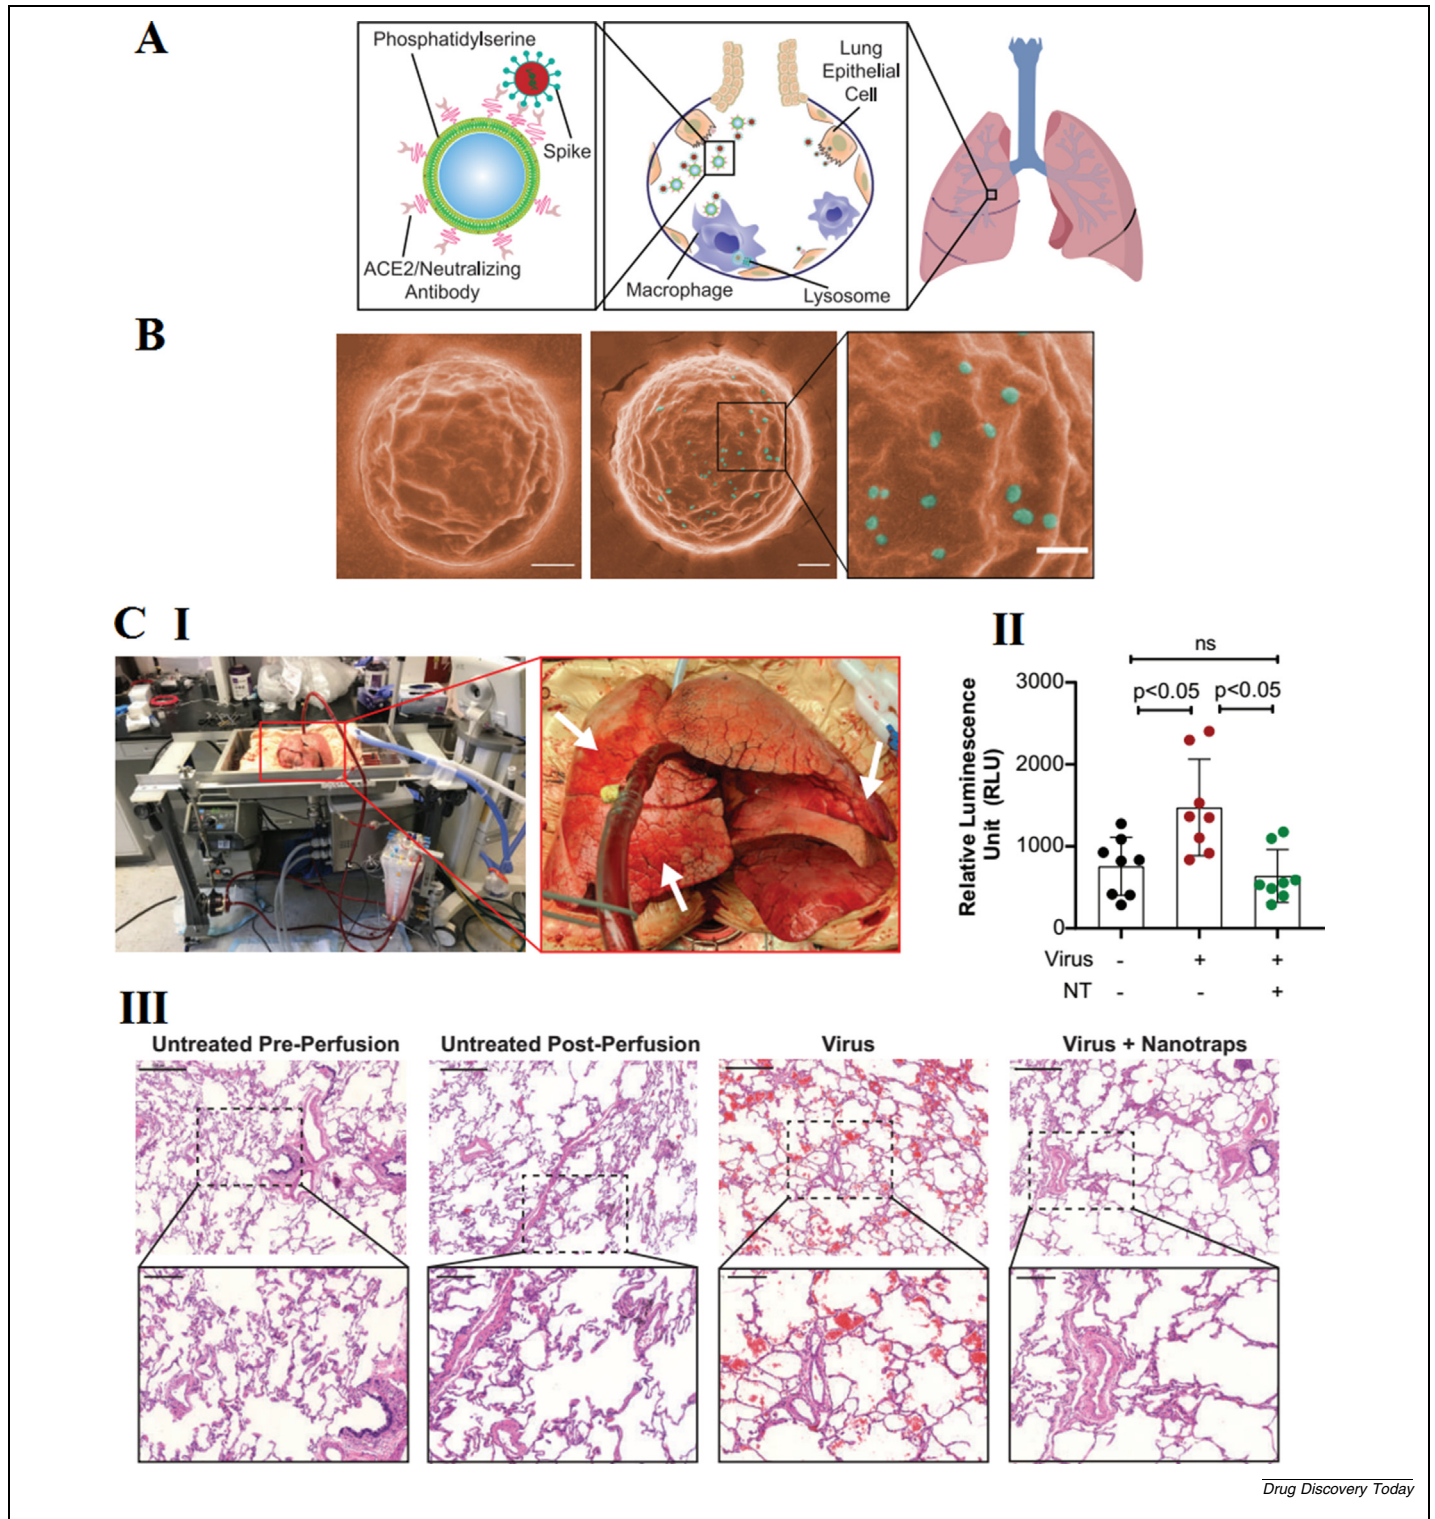 A
Phosphatidylserine
Spike
ACE2/Neutralizing
Antibody
Lung
Epithelial
Cell
Macrophage
Lysosome
B
C I
II
ns
p<0.05 p<0.05
Relative Luminescence
Unit (RLU)
3000
2000
1000
0
Virus - + +
NT - - +
III
Untreated Pre-Perfusion
Untreated Post-Perfusion
Virus
Virus + Nanotraps
Drug Discovery Today